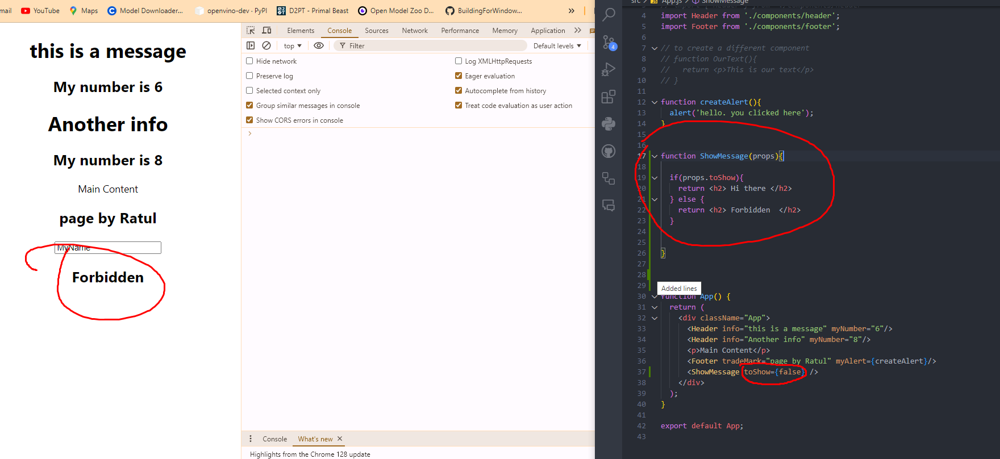 mail YouTube Maps Model Downloader... openvino-dev · PyPI D2PT - Primal Beast Open Model Zoo D... BuildingForWindow... »
this is a message
My number is 6
Another info
My number is 8
Main Content
page by Ratul
MyName
Forbidden
Elements Console Sources Network Performance Memory Application »
top ▼ Filter Default levels ▼
Hide network Log XMLHttpRequests
Preserve log Eager evaluation
Selected context only Autocomplete from history
Group similar messages in console Treat code evaluation as user action
Show CORS errors in console
>
Console What's new ×
Highlights from the Chrome 128 update
4
src > App.js > ShowMessage
4 import Header from './components/header';
5 import Footer from './components/footer';
6
7 // to create a different component
8 // function OurText(){
9 //   return <p>This is our text</p>
10 // }
11
12 function createAlert(){
13   alert('hello. you clicked here');
14 }
15
16
17 function ShowMessage(props){
18
19   if(props.toShow){
20     return <h2> Hi there </h2>
21   } else {
22     return <h2> Forbidden  </h2>
23   }
24
25
26 }
27
28
29
Added lines
30 function App() {
31   return (
32     <div className="App">
33       <Header info="this is a message" myNumber="6"/>
34       <Header info="Another info" myNumber="8"/>
35       <p>Main Content</p>
36       <Footer tradeMark="page by Ratul" myAlert={createAlert}/>
37       <ShowMessage toShow={false} />
38     </div>
39   );
40 }
41
42 export default App;
43